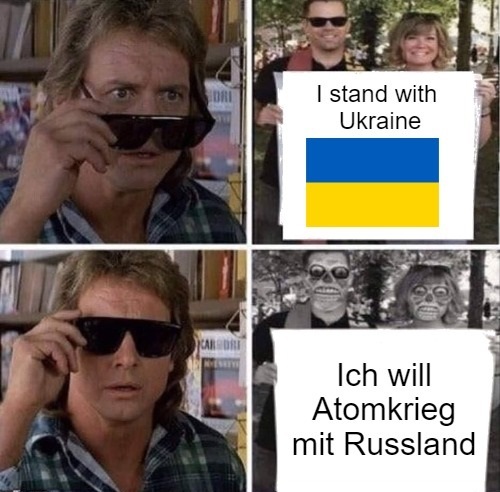 I stand with
Ukraine
Ich will
Atomkrieg
mit Russland